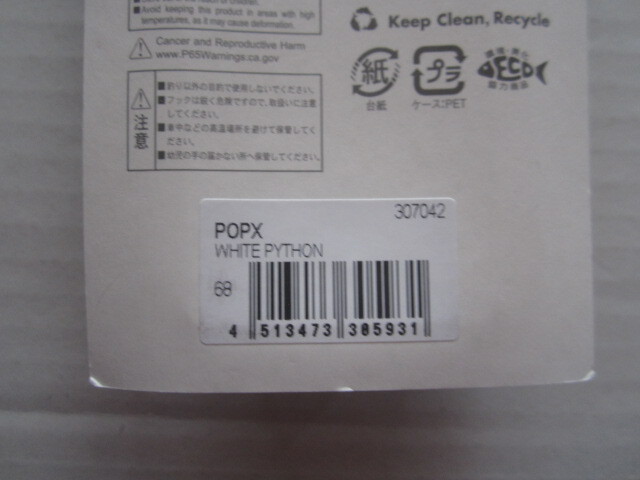 Avoid keeping this product in areas with high
temperatures, as it may cause deformation.
Cancer and Reproductive Harm
www.P65Warnings.ca.gov
注意
■釣り以外の目的で使用しないでください。
■フックは鋭く危険ですので、取扱いに注意
してください。
■車中などの高温場所を避けて保管してく
ださい。
■幼児の手の届かない所へ保管してください。
Keep Clean, Recycle
紙
台紙
プラ
ケース:PET
ECO
307042
POPX
WHITE PYTHON
68
4 513473 385931